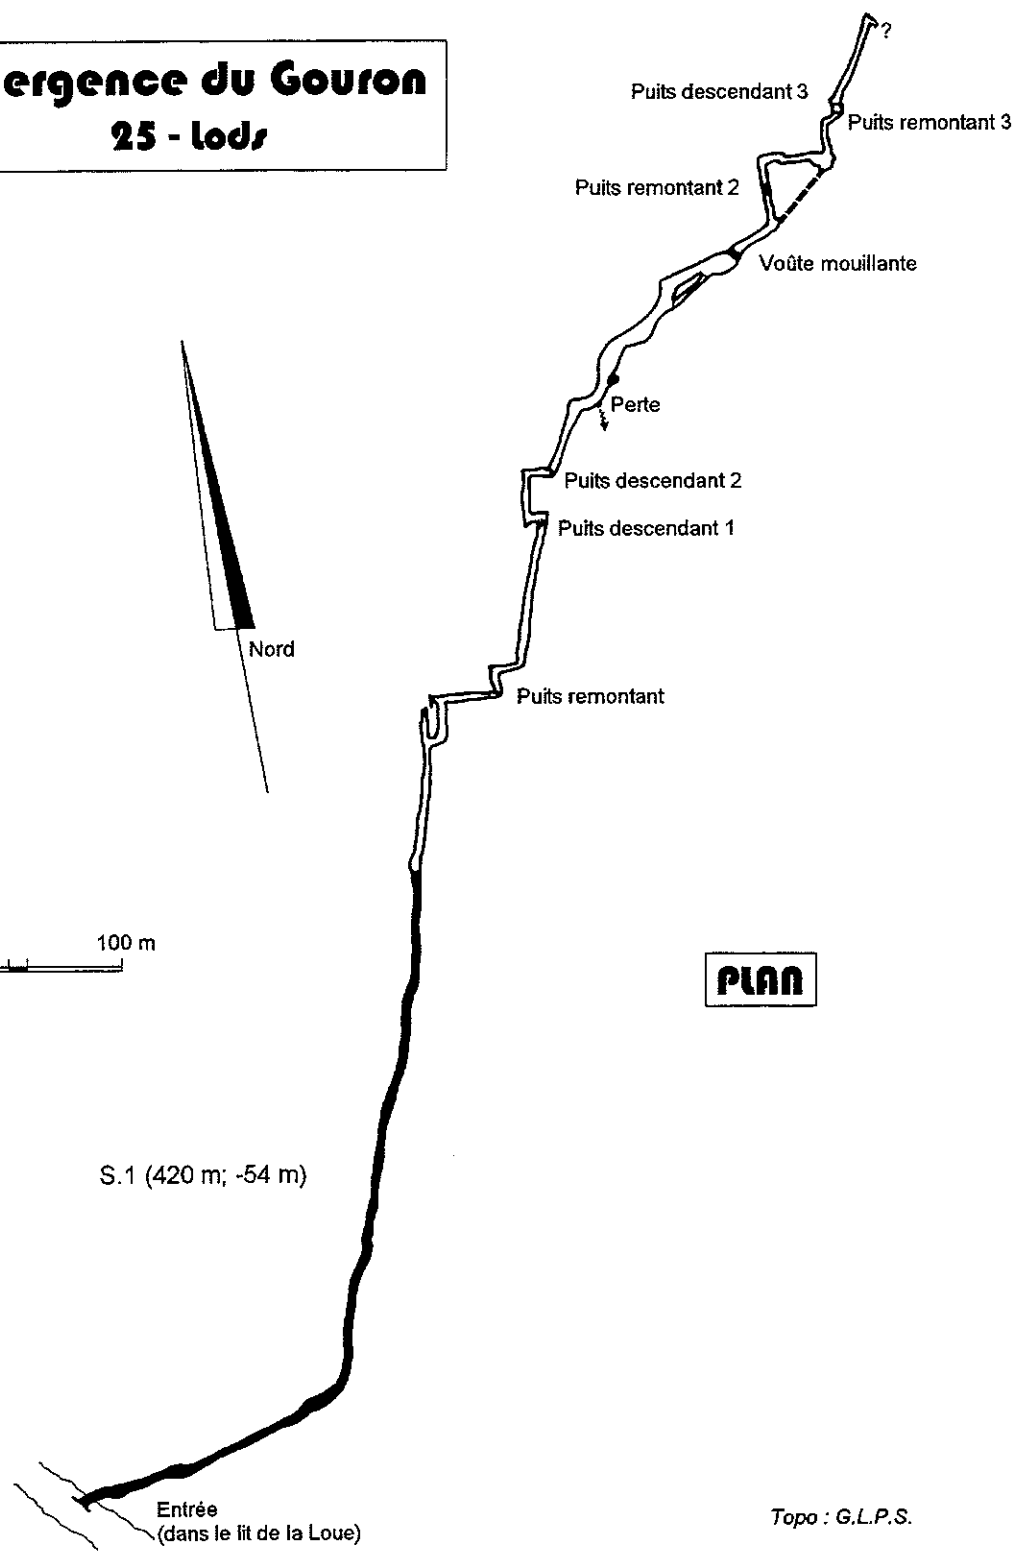 ergence du Gouron
25 - Lods
?
Puits descendant 3
Puits remontant 3
Puits remontant 2
Voûte mouillante
Perte
Puits descendant 2
Puits descendant 1
Nord
Puits remontant
100 m
PLAN
S.1 (420 m; -54 m)
Entrée
(dans le lit de la Loue)
Topo : G.L.P.S.